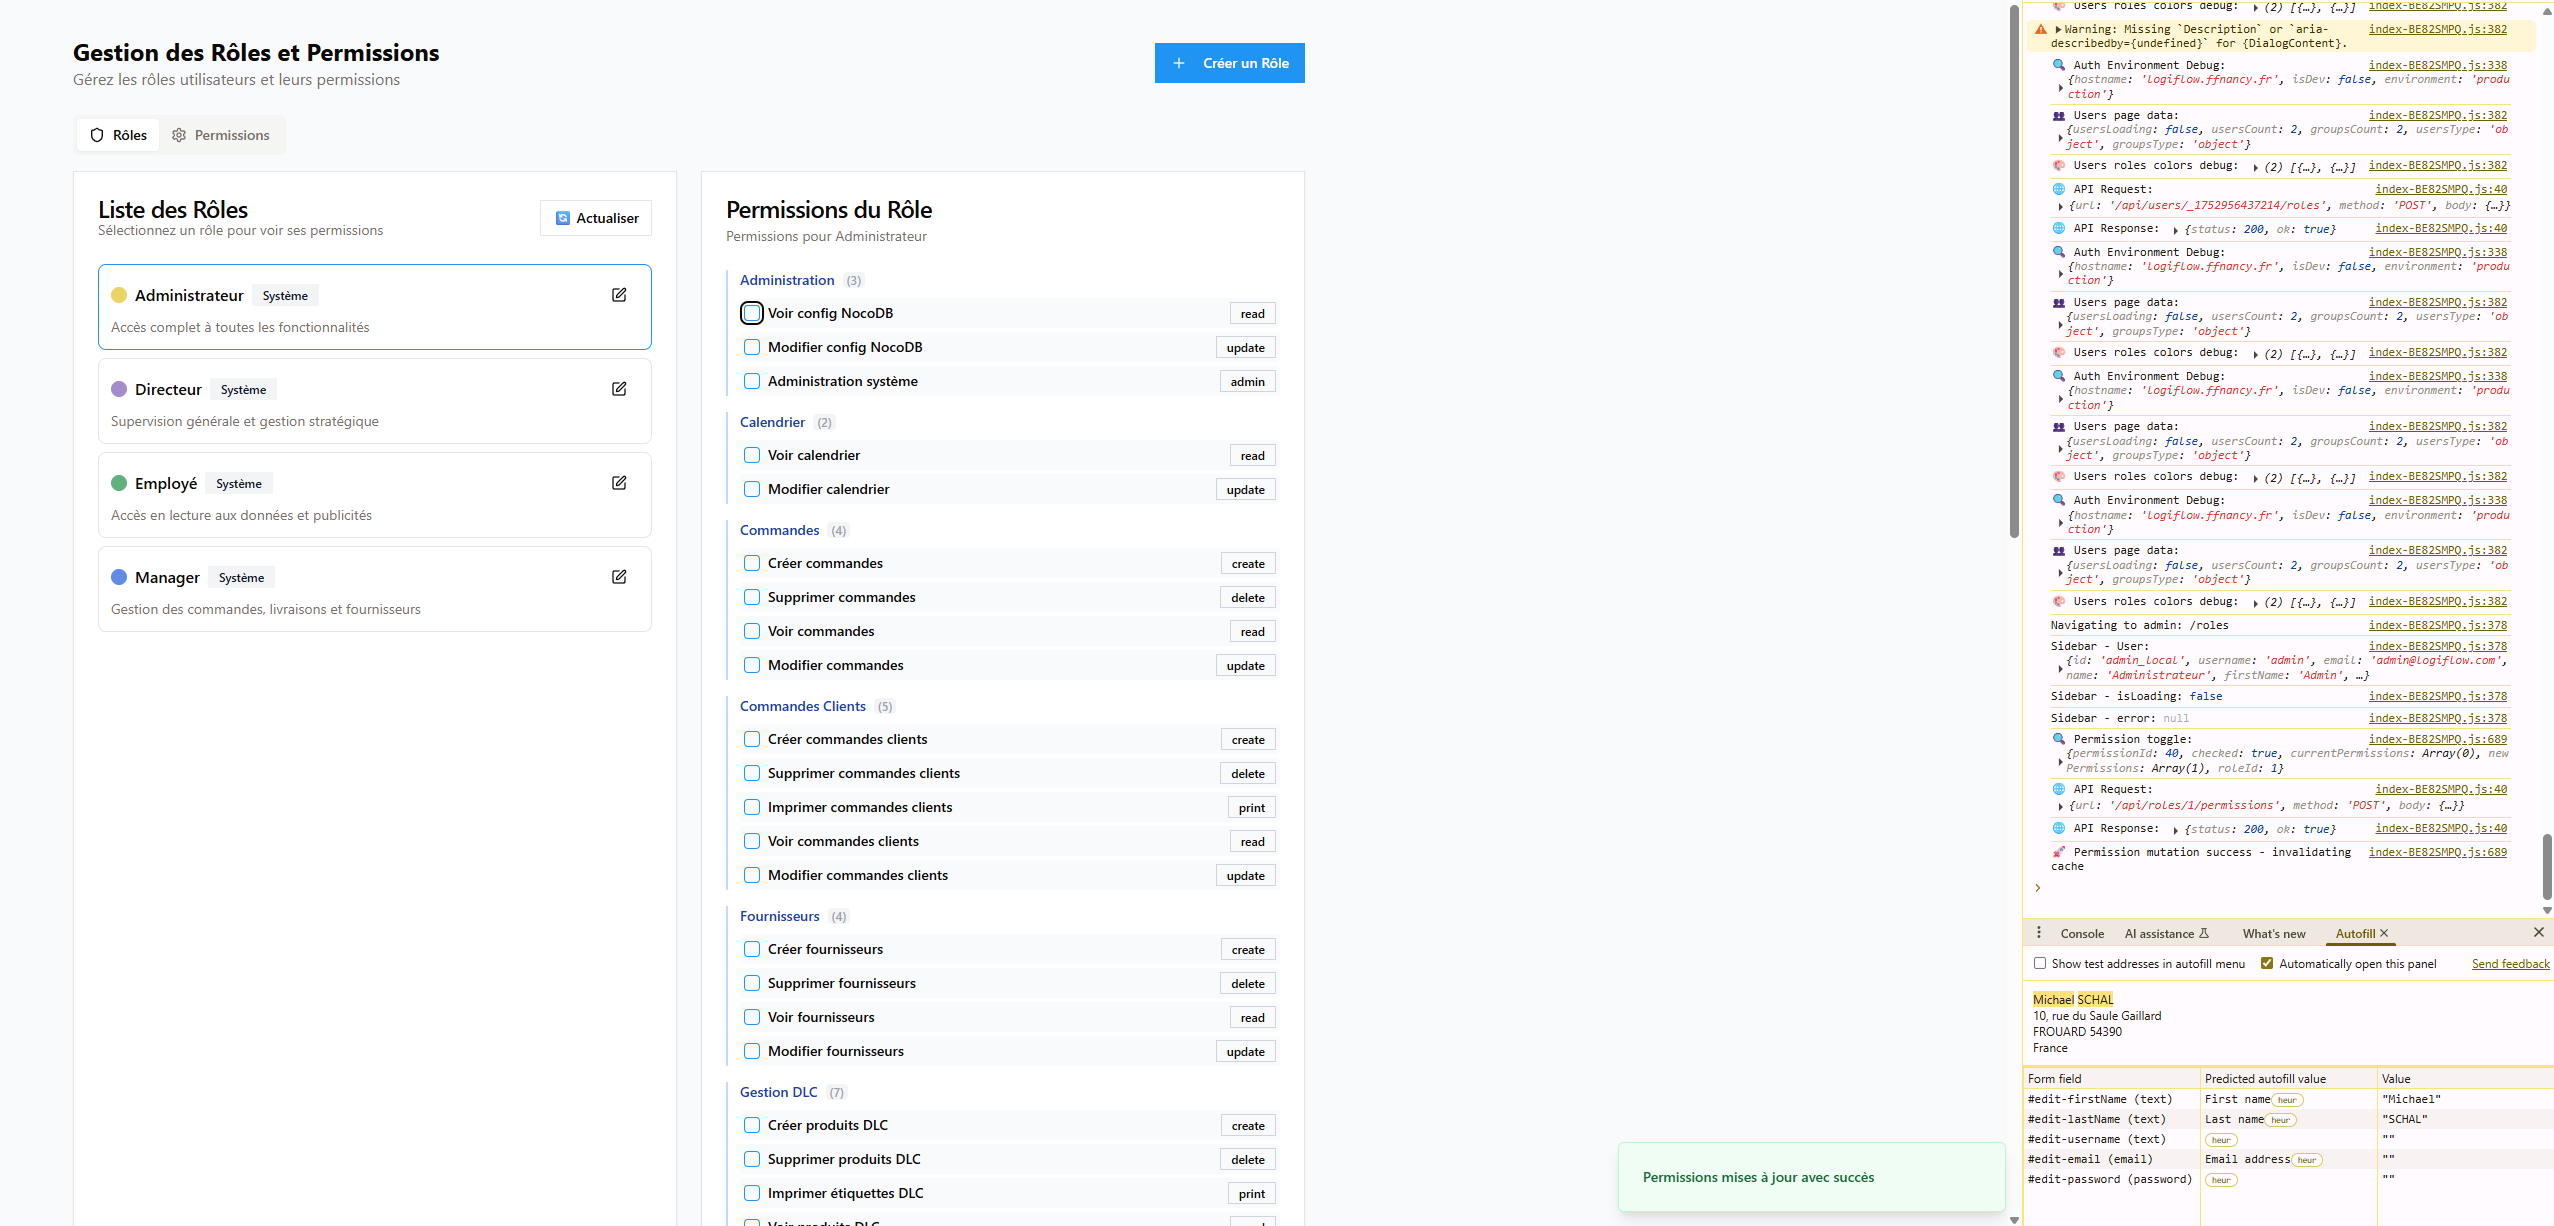 Gestion des Rôles et Permissions
Gérez les rôles utilisateurs et leurs permissions
Créer un Rôle
Rôles
Permissions
Liste des Rôles
Sélectionnez un rôle pour voir ses permissions
Actualiser
Administrateur Système
Accès complet à toutes les fonctionnalités
Directeur Système
Supervision générale et gestion stratégique
Employé Système
Accès en lecture aux données et publicités
Manager Système
Gestion des commandes, livraisons et fournisseurs
Permissions du Rôle
Permissions pour Administrateur
Administration (3)
Voir config NocoDB read
Modifier config NocoDB update
Administration système admin
Calendrier (2)
Voir calendrier read
Modifier calendrier update
Commandes (4)
Créer commandes create
Supprimer commandes delete
Voir commandes read
Modifier commandes update
Commandes Clients (5)
Créer commandes clients create
Supprimer commandes clients delete
Imprimer commandes clients print
Voir commandes clients read
Modifier commandes clients update
Fournisseurs (4)
Créer fournisseurs create
Supprimer fournisseurs delete
Voir fournisseurs read
Modifier fournisseurs update
Gestion DLC (7)
Créer produits DLC create
Supprimer produits DLC delete
Imprimer étiquettes DLC print
Voir produits DLC
Permissions mises à jour avec succès
Users roles colors debug: (2) [{…}, {…}] index-BE82SMPQ.js:382
Warning: Missing `Description` or `aria- index-BE82SMPQ.js:382
describedby={undefined}` for {DialogContent}.
Auth Environment Debug: index-BE82SMPQ.js:338
{hostname: 'logiflow.ffnancy.fr', isDev: false, environment: 'produ
ction'}
Users page data: index-BE82SMPQ.js:382
{usersLoading: false, usersCount: 2, groupsCount: 2, usersType: 'ob
ject', groupsType: 'object'}
Users roles colors debug: (2) [{…}, {…}] index-BE82SMPQ.js:382
API Request: index-BE82SMPQ.js:40
{url: '/api/users/_1752956437214/roles', method: 'POST', body: {…}}
API Response: {status: 200, ok: true} index-BE82SMPQ.js:40
Auth Environment Debug: index-BE82SMPQ.js:338
{hostname: 'logiflow.ffnancy.fr', isDev: false, environment: 'produ
ction'}
Users page data: index-BE82SMPQ.js:382
{usersLoading: false, usersCount: 2, groupsCount: 2, usersType: 'ob
ject', groupsType: 'object'}
Users roles colors debug: (2) [{…}, {…}] index-BE82SMPQ.js:382
Auth Environment Debug: index-BE82SMPQ.js:338
{hostname: 'logiflow.ffnancy.fr', isDev: false, environment: 'produ
ction'}
Users page data: index-BE82SMPQ.js:382
{usersLoading: false, usersCount: 2, groupsCount: 2, usersType: 'ob
ject', groupsType: 'object'}
Users roles colors debug: (2) [{…}, {…}] index-BE82SMPQ.js:382
Auth Environment Debug: index-BE82SMPQ.js:338
{hostname: 'logiflow.ffnancy.fr', isDev: false, environment: 'produ
ction'}
Users page data: index-BE82SMPQ.js:382
{usersLoading: false, usersCount: 2, groupsCount: 2, usersType: 'ob
ject', groupsType: 'object'}
Users roles colors debug: (2) [{…}, {…}] index-BE82SMPQ.js:382
Navigating to admin: /roles index-BE82SMPQ.js:378
Sidebar - User: index-BE82SMPQ.js:378
{id: 'admin_local', username: 'admin', email: 'admin@logiflow.com',
name: 'Administrateur', firstName: 'Admin', …}
Sidebar - isLoading: false index-BE82SMPQ.js:378
Sidebar - error: null index-BE82SMPQ.js:378
Permission toggle: index-BE82SMPQ.js:689
{permissionId: 40, checked: true, currentPermissions: Array(0), new
Permissions: Array(1), roleId: 1}
API Request: index-BE82SMPQ.js:40
{url: '/api/roles/1/permissions', method: 'POST', body: {…}}
API Response: {status: 200, ok: true} index-BE82SMPQ.js:40
Permission mutation success - invalidating index-BE82SMPQ.js:689
cache
Console AI assistance What's new Autofill
Show test addresses in autofill menu Automatically open this panel Send feedback
Michael SCHAL
10, rue du Saule Gaillard
FROUARD 54390
France
Form field Predicted autofill value Value
#edit-firstName (text) First name heur "Michael"
#edit-lastName (text) Last name heur "SCHAL"
#edit-username (text) heur ""
#edit-email (email) Email address heur ""
#edit-password (password) heur ""